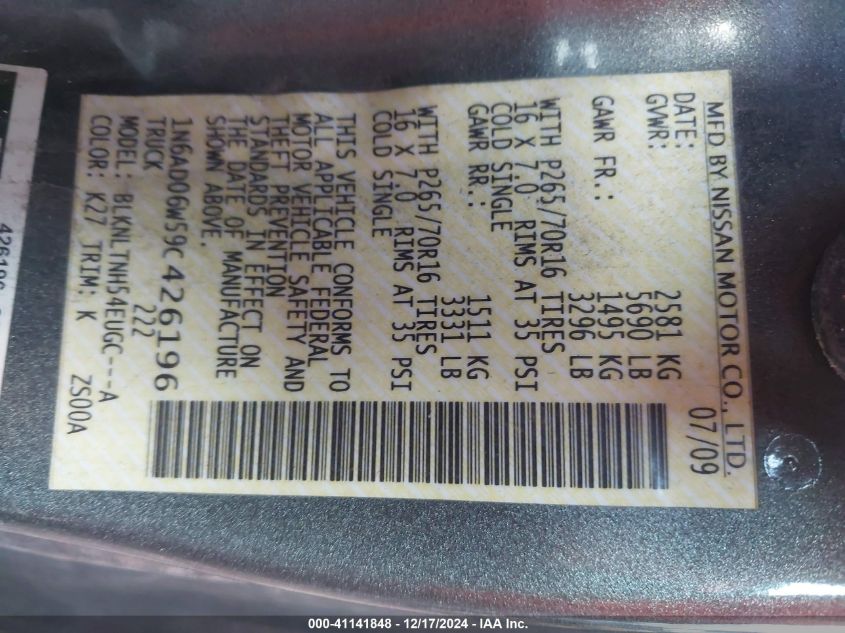 MFD BY NISSAN MOTOR CO., LTD.
DATE: 07/09
GVWR: 2581 KG
5690 LB
GAWR FR.: 1495 KG
3296 LB
WITH P265/70R16 TIRES
16 X 7.0 RIMS AT 35 PSI
COLD SINGLE
GAWR RR.: 1511 KG
3331 LB
WITH P265/70R16 TIRES
16 X 7.0 RIMS AT 35 PSI
COLD SINGLE
THIS VEHICLE CONFORMS TO
ALL APPLICABLE FEDERAL
MOTOR VEHICLE SAFETY AND
THEFT PREVENTION
STANDARDS IN EFFECT ON
THE DATE OF MANUFACTURE
SHOWN ABOVE.
1N6AD06W59C426196
TRUCK 222
MODEL: BLKNLTNH54EUGC---A
COLOR: K27 TRIM: K ZS00A
426196
000-41141848 - 12/17/2024 - IAA Inc.